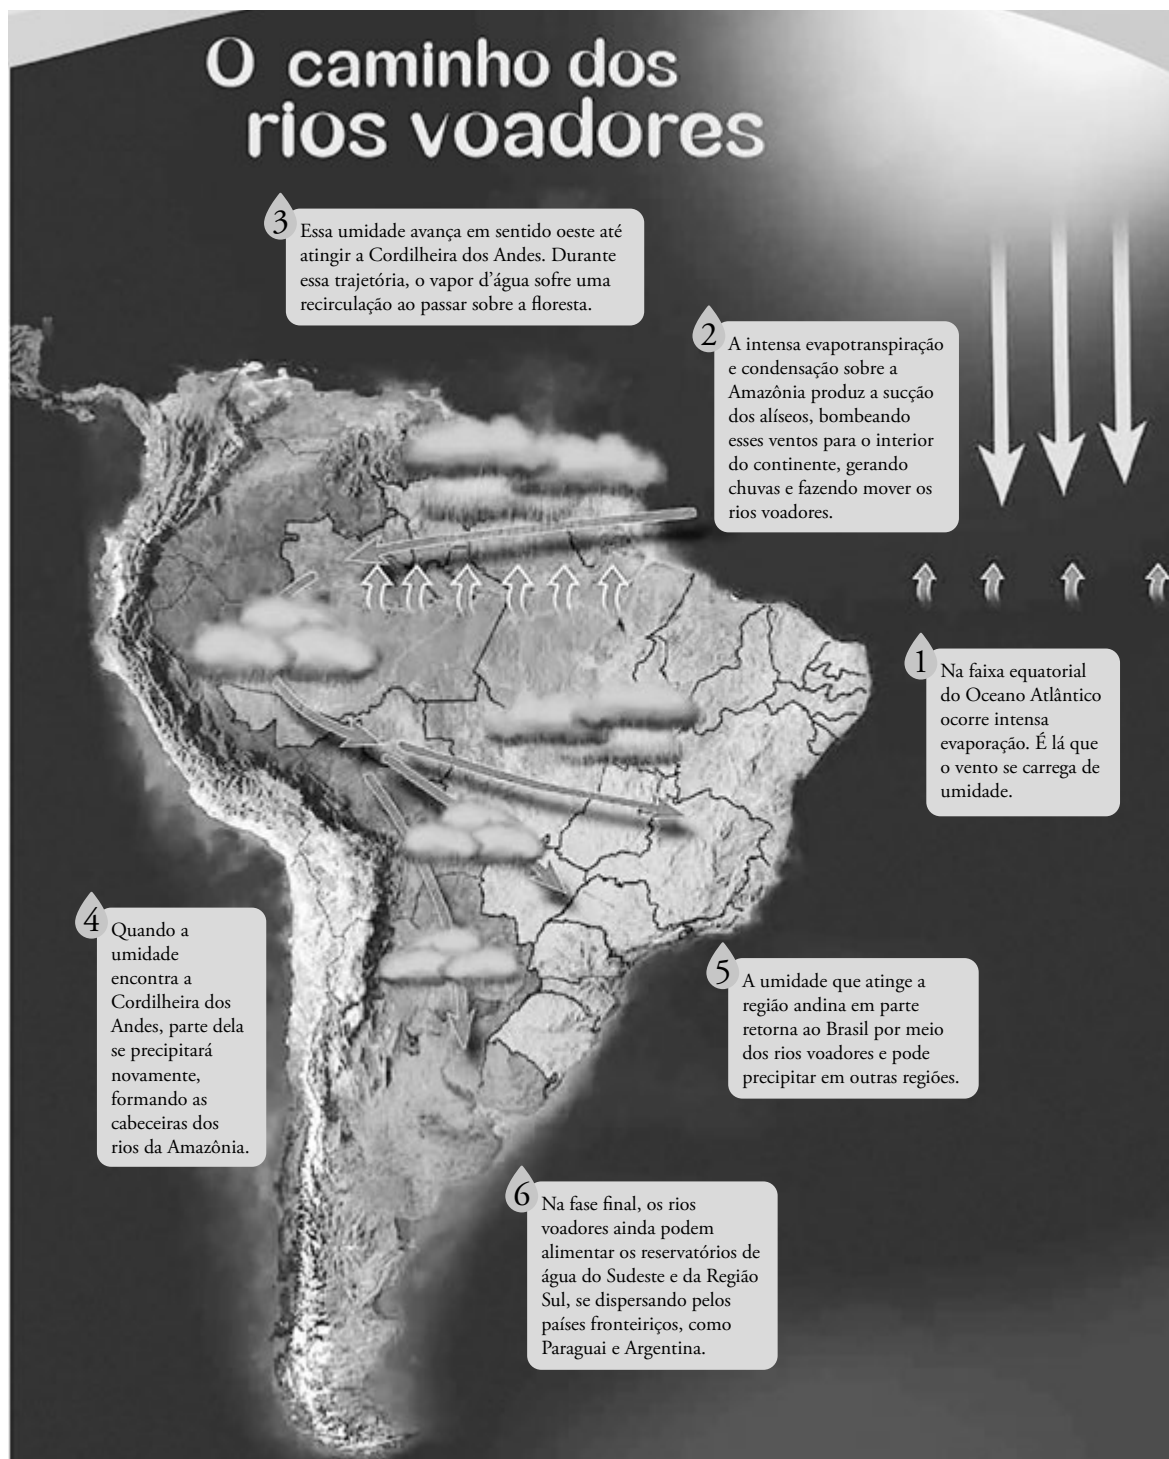 O caminho dos
rios voadores
3
Essa umidade avança em sentido oeste até
atingir a Cordilheira dos Andes. Durante
essa trajetória, o vapor d’água sofre uma
recirculação ao passar sobre a floresta.
2
A intensa evapotranspiração
e condensação sobre a
Amazônia produz a sucção
dos alíseos, bombeando
esses ventos para o interior
do continente, gerando
chuvas e fazendo mover os
rios voadores.
1
Na faixa equatorial
do Oceano Atlântico
ocorre intensa
evaporação. É lá que
o vento se carrega de
umidade.
4
Quando a
umidade
encontra a
Cordilheira dos
Andes, parte dela
se precipitará
novamente,
formando as
cabeceiras dos
rios da Amazônia.
5
A umidade que atinge a
região andina em parte
retorna ao Brasil por meio
dos rios voadores e pode
precipitar em outras regiões.
6
Na fase final, os rios
voadores ainda podem
alimentar os reservatórios de
água do Sudeste e da Região
Sul, se dispersando pelos
países fronteiriços, como
Paraguai e Argentina.